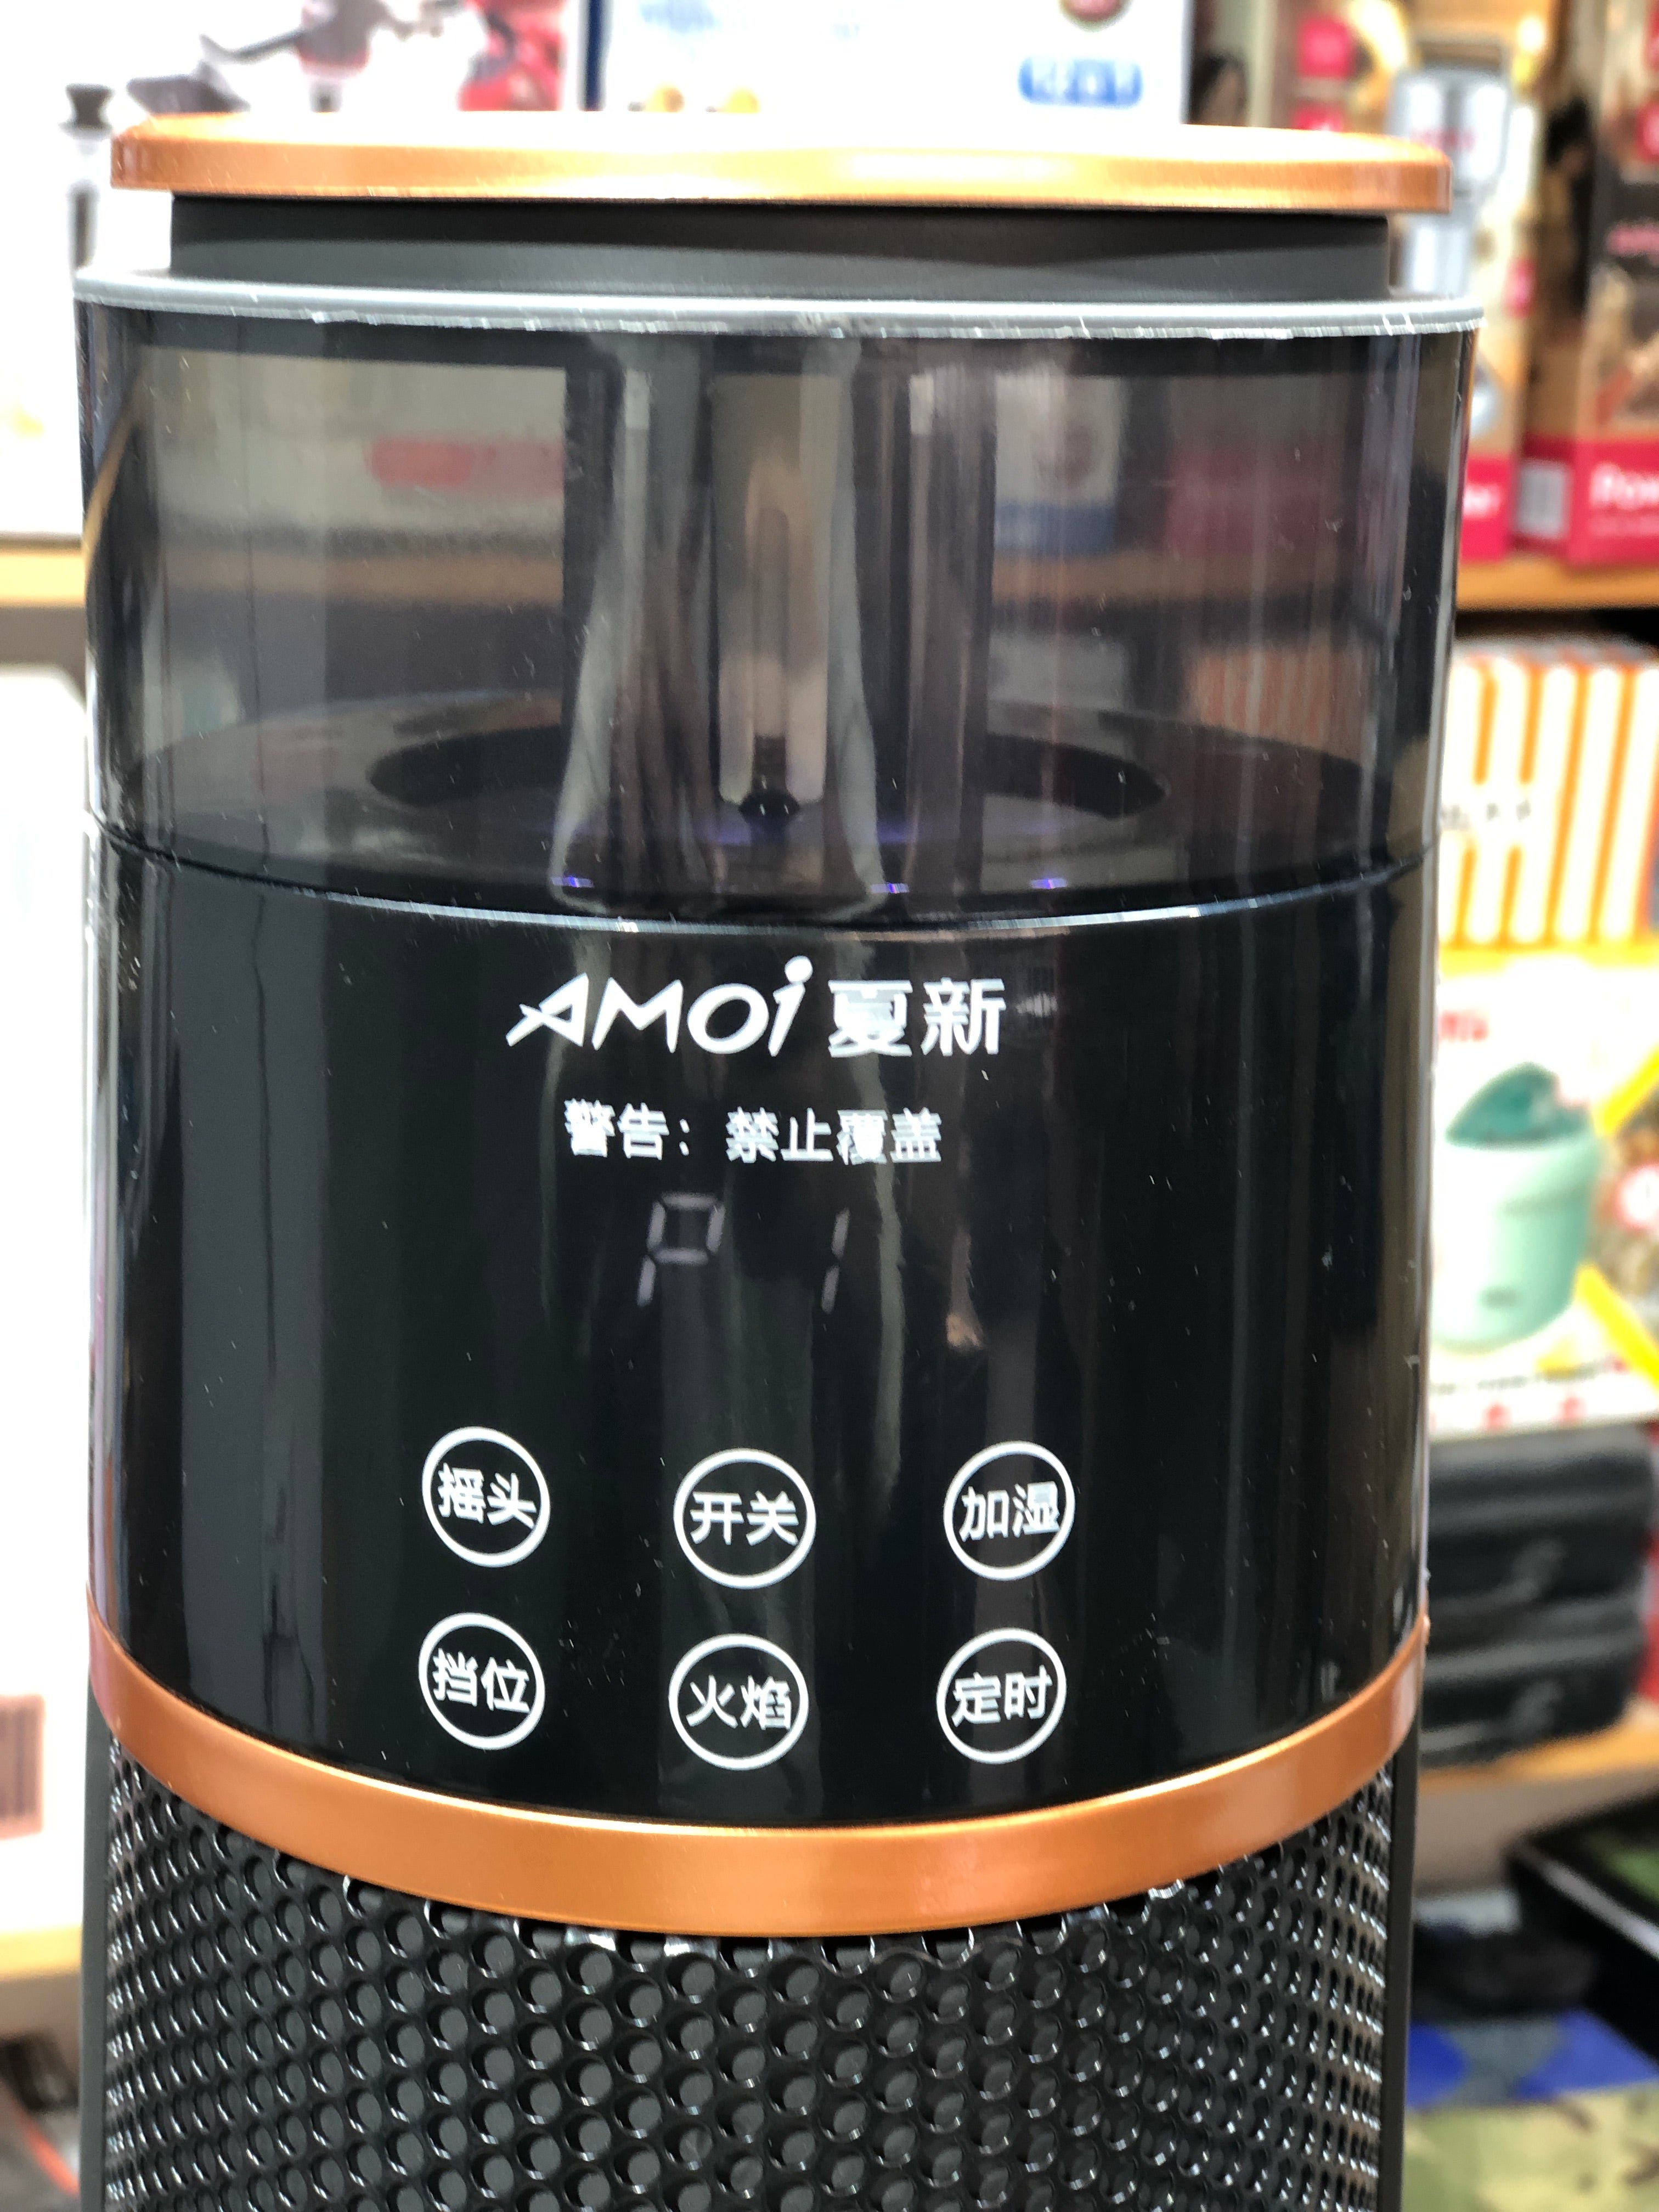 AMOi 夏新
警告：禁止覆盖
P 1
摇头 开关 加湿
挡位 火焰 定时